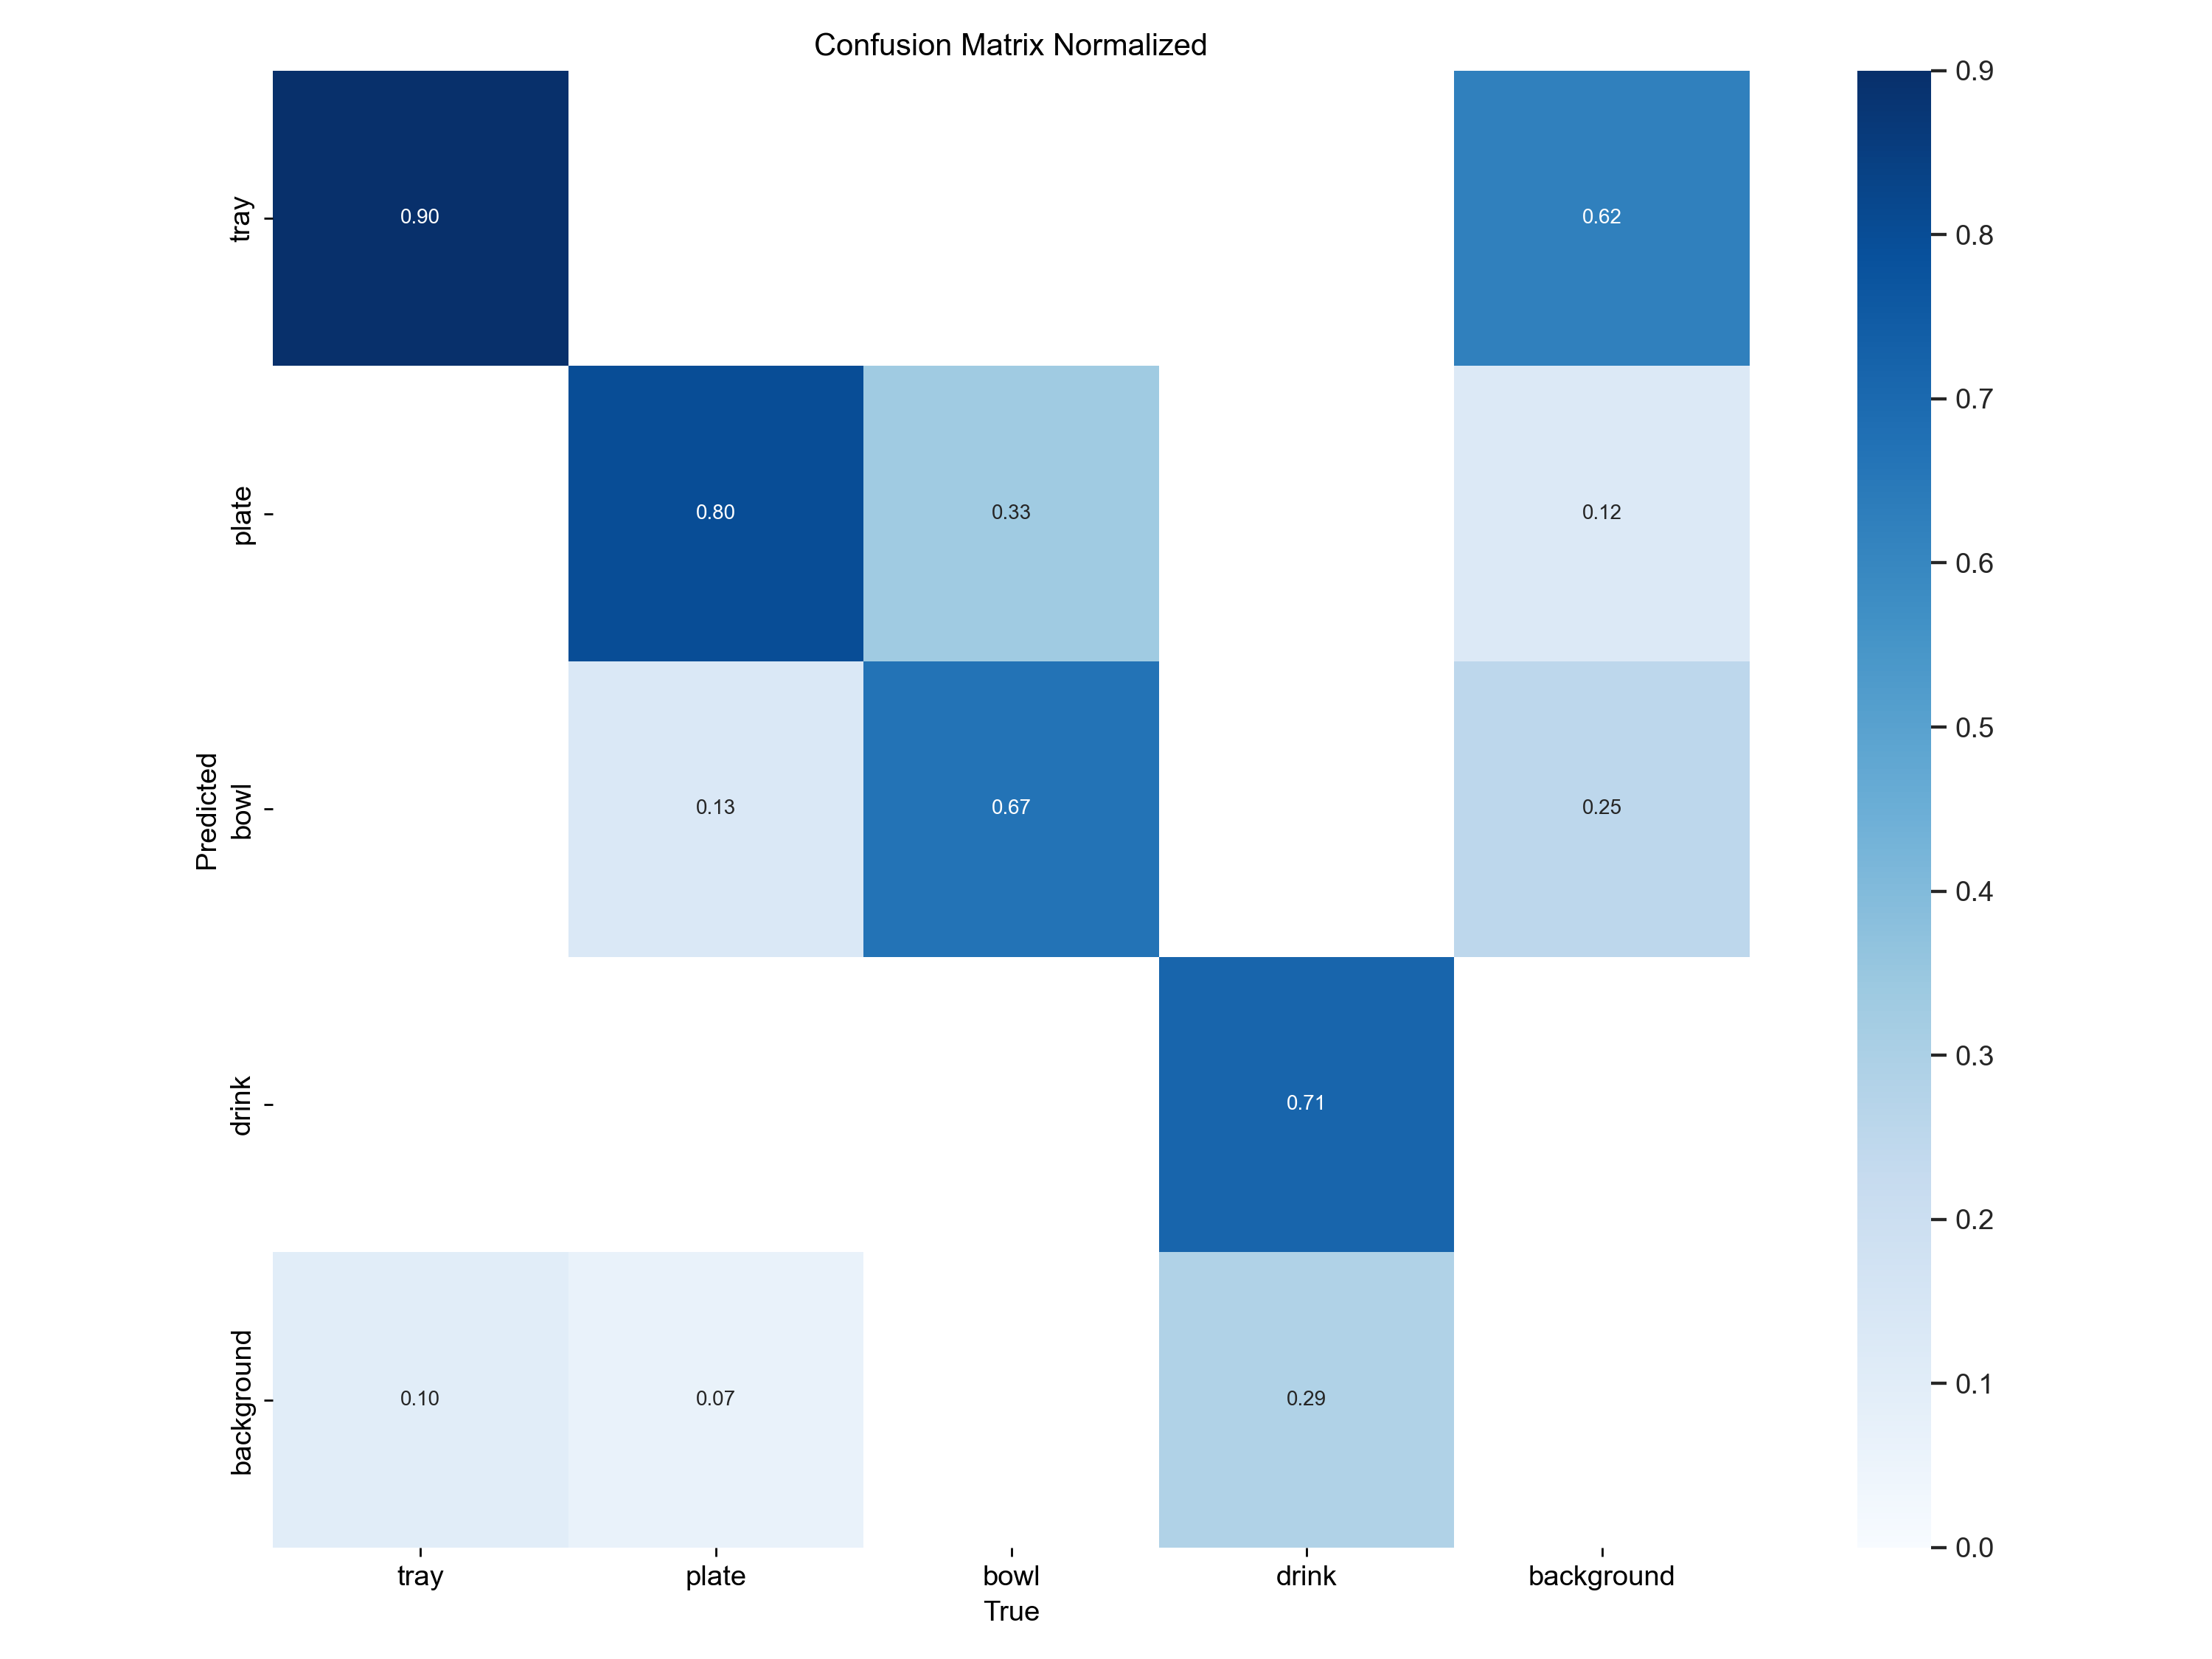 Confusion Matrix Normalized
tray
0.90
0.62
plate
0.80
0.33
0.12
Predicted
bowl
0.13
0.67
0.25
drink
0.71
background
0.10
0.07
0.29
tray
plate
bowl
drink
background
True
0.9
0.8
0.7
0.6
0.5
0.4
0.3
0.2
0.1
0.0